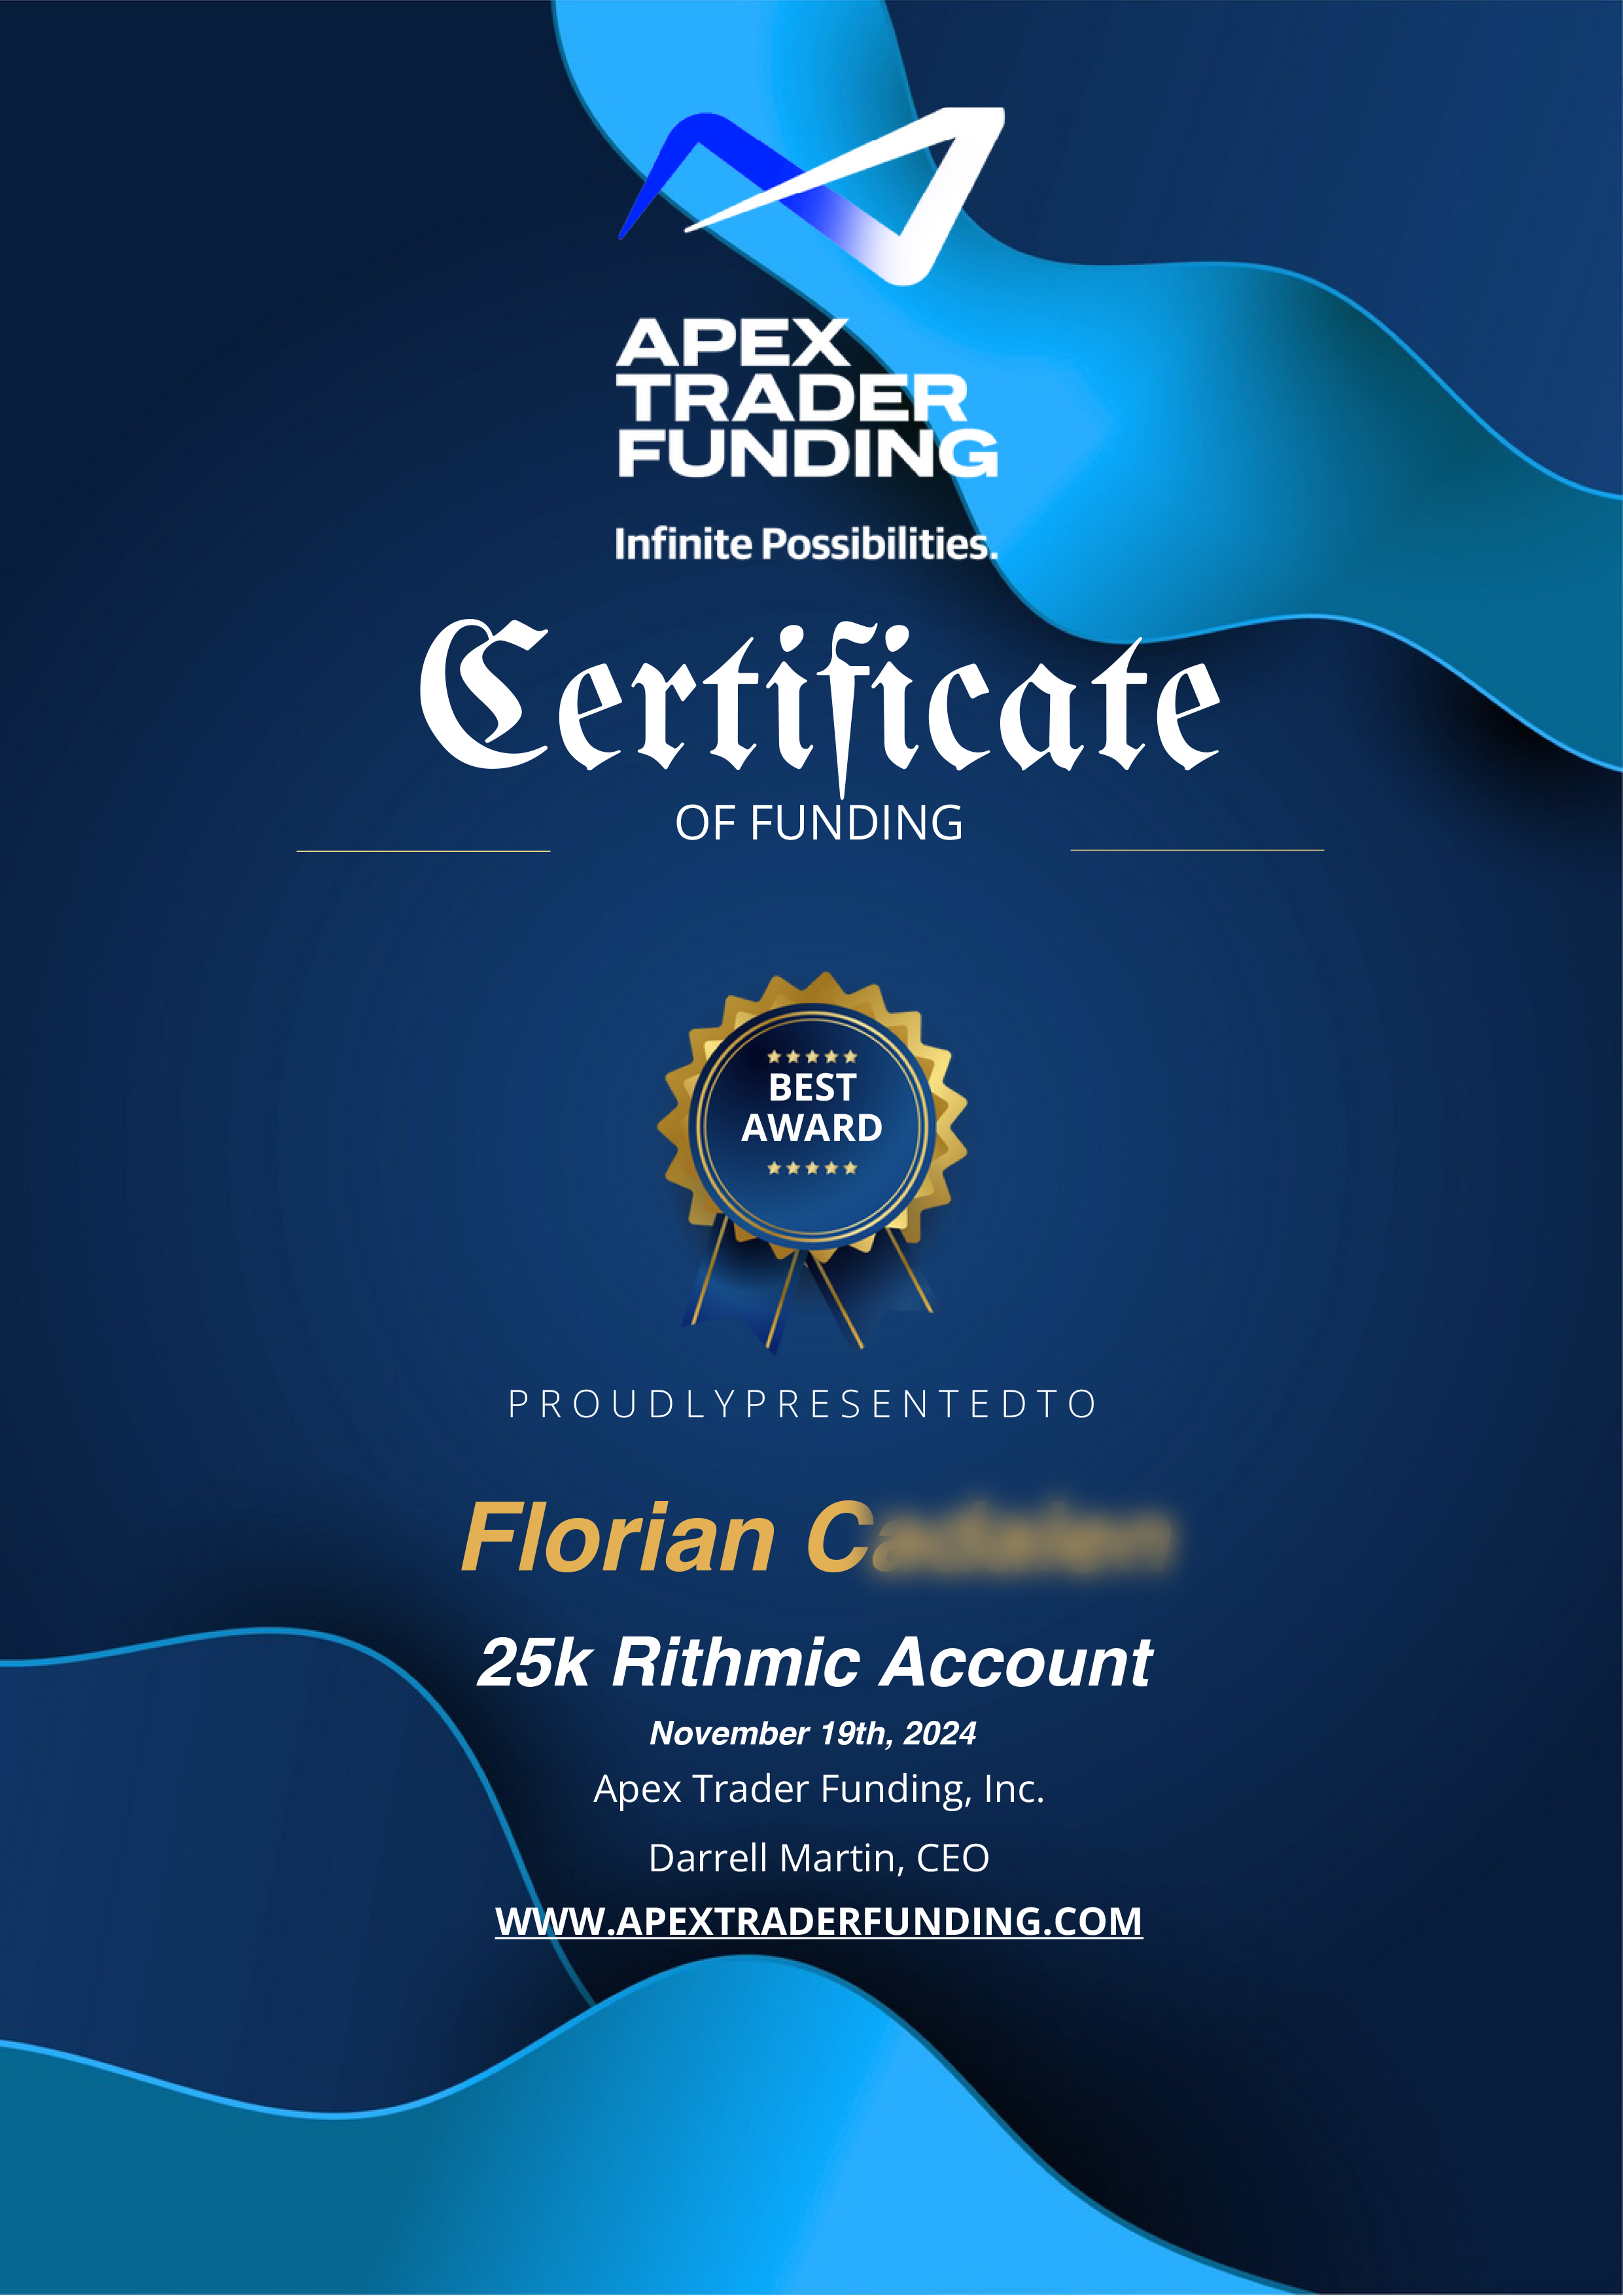 APEX
TRADER
FUNDING
Infinite Possibilities.
Certificate
OF FUNDING
BEST
AWARD
PROUDLYPRESENTEDTO
Florian
25k Rithmic Account
November 19th, 2024
Apex Trader Funding, Inc.
Darrell Martin, CEO
WWW.APEXTRADERFUNDING.COM